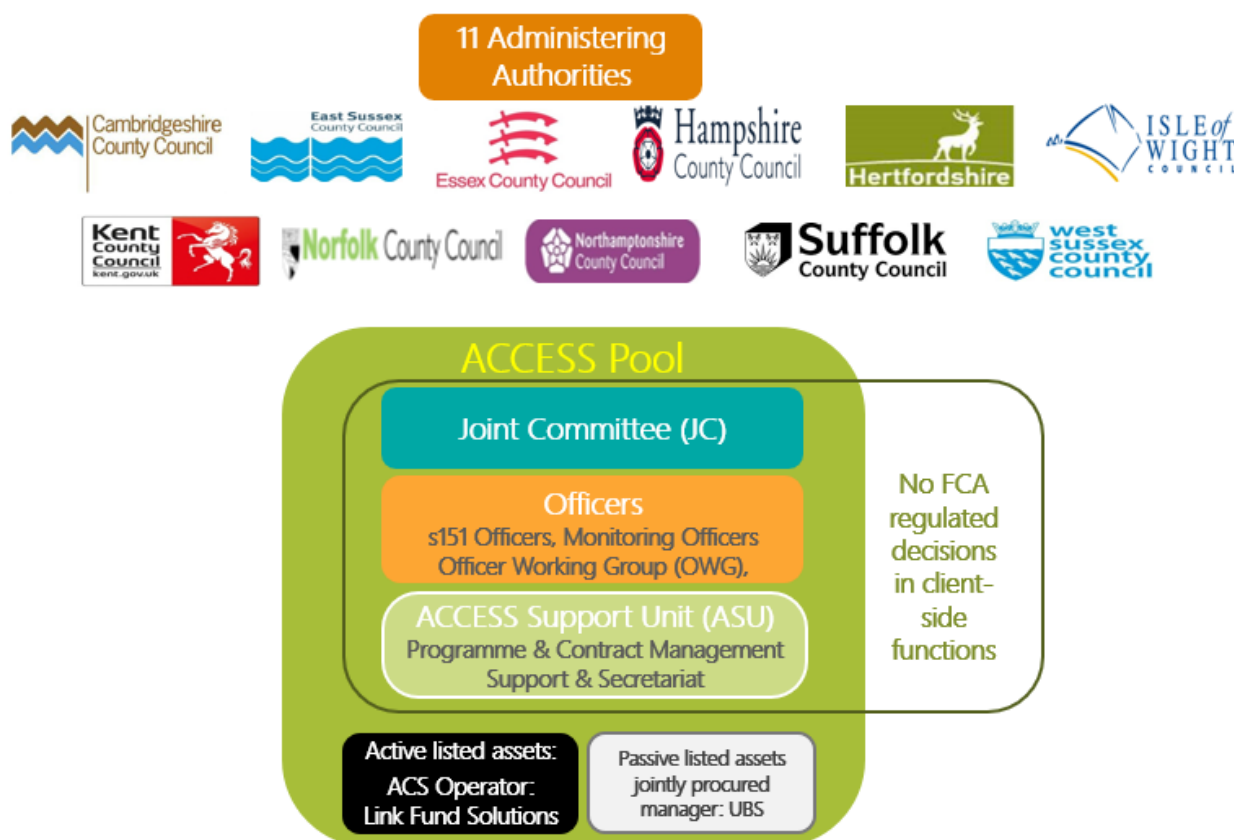 11 Administering
Authorities
Cambridgeshire
County Council
East Sussex
County Council
Essex County Council
Hampshire
County Council
Hertfordshire
ISLE of
WIGHT
COUNCIL
Kent
County
Council
kent.gov.uk
Norfolk County Council
Northamptonshire
County Council
Suffolk
County Council
west
sussex
county
council
ACCESS Pool
Joint Committee (JC)
Officers
s151 Officers, Monitoring Officers
Officer Working Group (OWG),
ACCESS Support Unit (ASU)
Programme & Contract Management
Support & Secretariat
No FCA
regulated
decisions
in client-
side
functions
Active listed assets:
ACS Operator:
Link Fund Solutions
Passive listed assets
jointly procured
manager: UBS